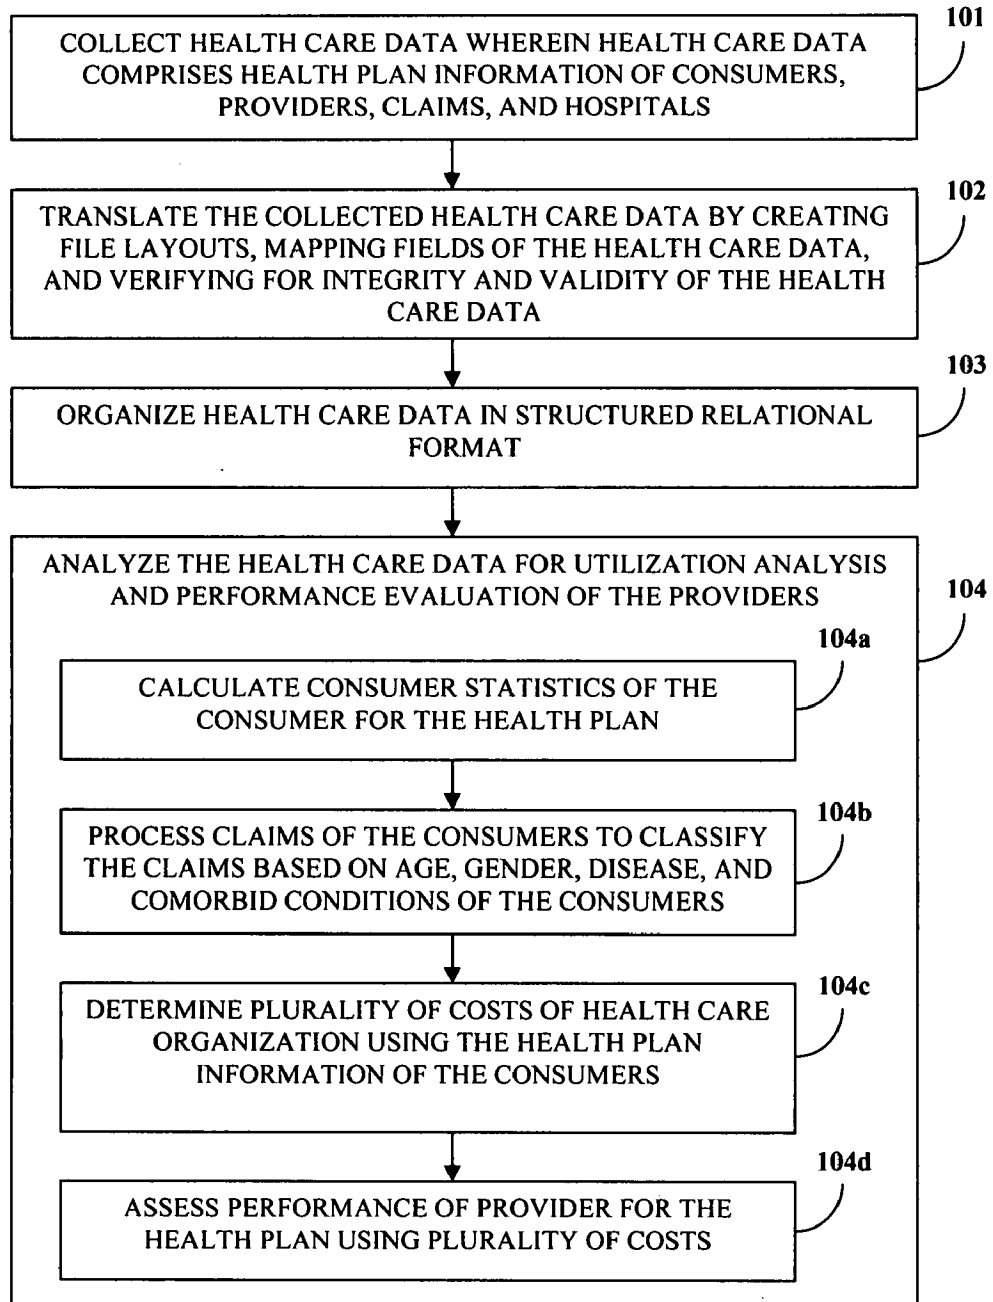 101
COLLECT HEALTH CARE DATA WHEREIN HEALTH CARE DATA
COMPRISES HEALTH PLAN INFORMATION OF CONSUMERS,
PROVIDERS, CLAIMS, AND HOSPITALS
102
TRANSLATE THE COLLECTED HEALTH CARE DATA BY CREATING
FILE LAYOUTS, MAPPING FIELDS OF THE HEALTH CARE DATA,
AND VERIFYING FOR INTEGRITY AND VALIDITY OF THE HEALTH
CARE DATA
103
ORGANIZE HEALTH CARE DATA IN STRUCTURED RELATIONAL
FORMAT
104
ANALYZE THE HEALTH CARE DATA FOR UTILIZATION ANALYSIS
AND PERFORMANCE EVALUATION OF THE PROVIDERS
104a
CALCULATE CONSUMER STATISTICS OF THE
CONSUMER FOR THE HEALTH PLAN
104b
PROCESS CLAIMS OF THE CONSUMERS TO CLASSIFY
THE CLAIMS BASED ON AGE, GENDER, DISEASE, AND
COMORBID CONDITIONS OF THE CONSUMERS
104c
DETERMINE PLURALITY OF COSTS OF HEALTH CARE
ORGANIZATION USING THE HEALTH PLAN
INFORMATION OF THE CONSUMERS
104d
ASSESS PERFORMANCE OF PROVIDER FOR THE
HEALTH PLAN USING PLURALITY OF COSTS